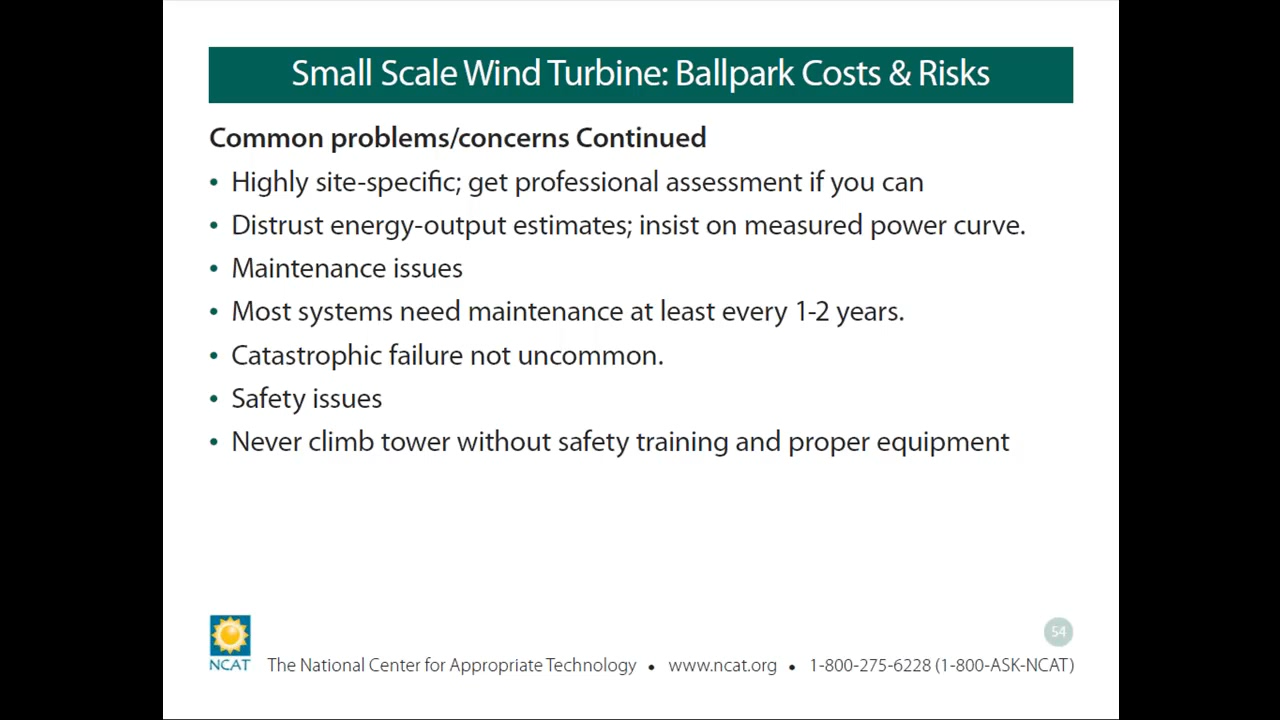 Small Scale Wind Turbine: Ballpark Costs & Risks
Common problems/concerns Continued
• Highly site-specific; get professional assessment if you can
• Distrust energy-output estimates; insist on measured power curve.
• Maintenance issues
• Most systems need maintenance at least every 1-2 years.
• Catastrophic failure not uncommon.
• Safety issues
• Never climb tower without safety training and proper equipment
54
NCAT The National Center for Appropriate Technology • www.ncat.org • 1-800-275-6228 (1-800-ASK-NCAT)